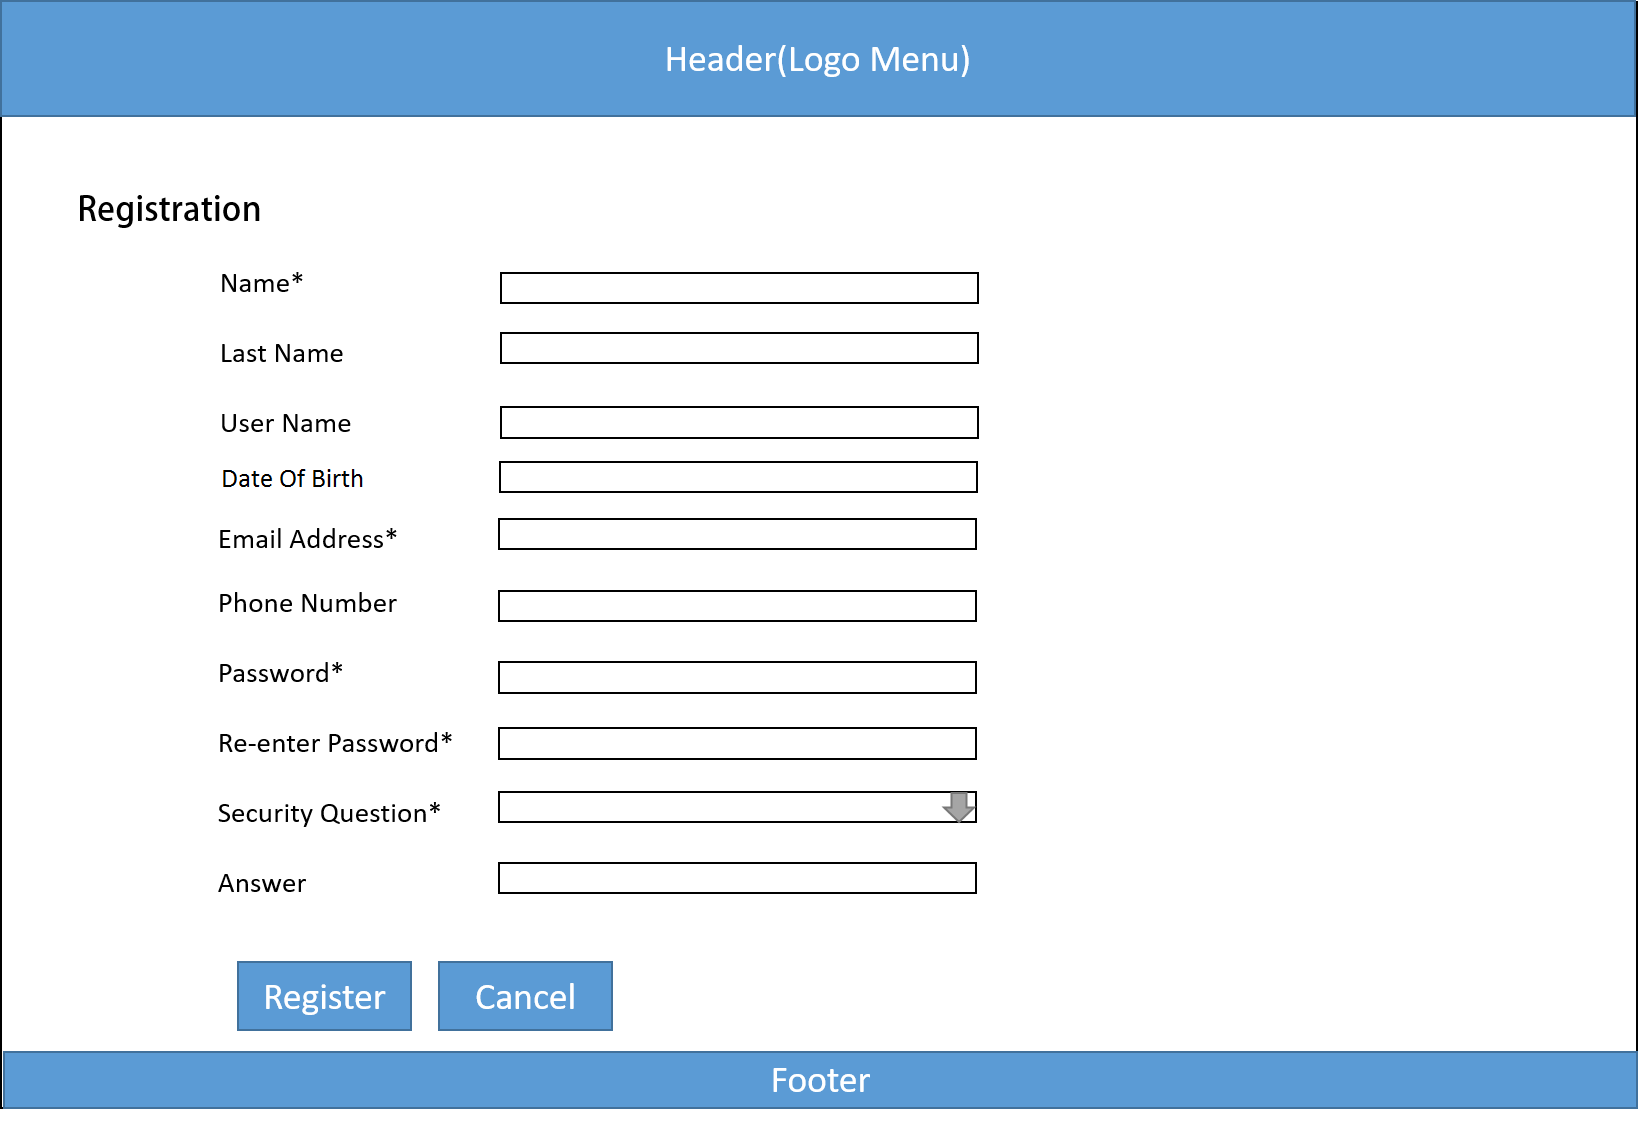 Header(Logo Menu)
Registration
Name*
Last Name
User Name
Date Of Birth
Email Address*
Phone Number
Password*
Re-enter Password*
Security Question*
Answer
Register
Cancel
Footer